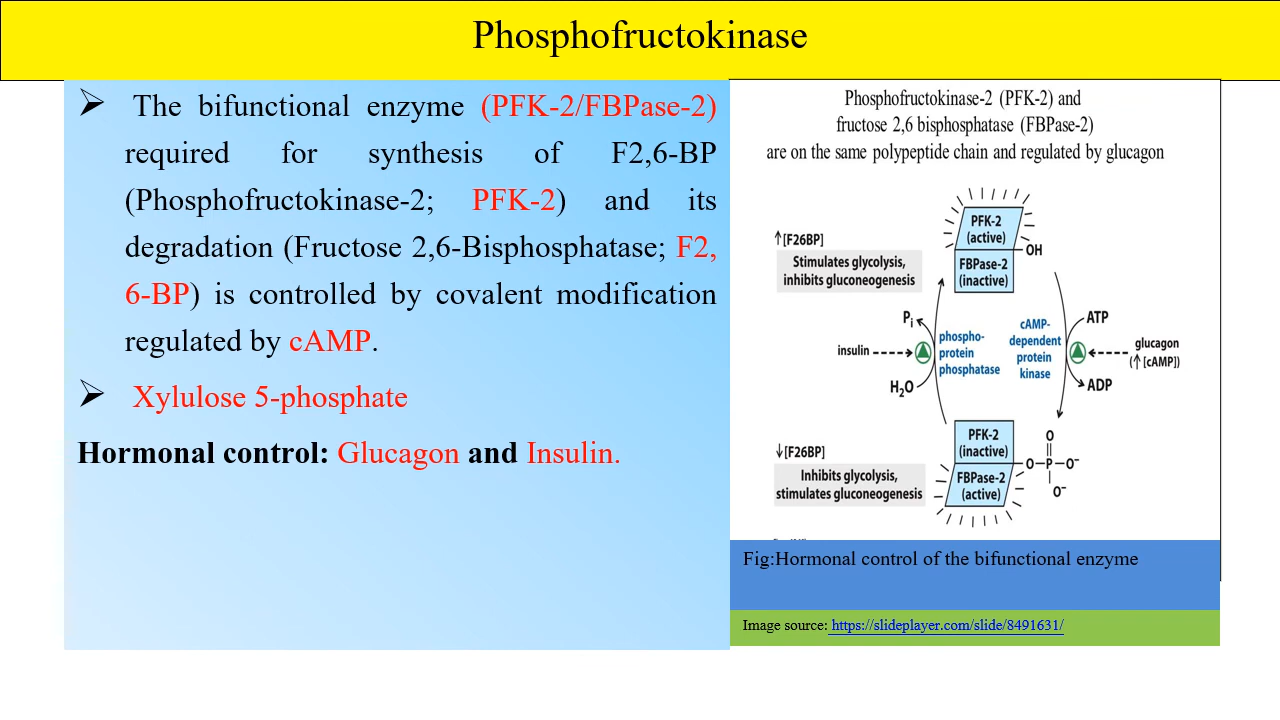 Phosphofructokinase
➢ The bifunctional enzyme (PFK-2/FBPase-2)
required for synthesis of F2,6-BP
(Phosphofructokinase-2; PFK-2) and its
degradation (Fructose 2,6-Bisphosphatase; F2,
6-BP) is controlled by covalent modification
regulated by cAMP.
➢ Xylulose 5-phosphate
Hormonal control: Glucagon and Insulin.
Phosphofructokinase-2 (PFK-2) and
fructose 2,6 bisphosphatase (FBPase-2)
are on the same polypeptide chain and regulated by glucagon
↑[F26BP]
Stimulates glycolysis,
inhibits gluconeogenesis
PFK-2
(active)
FBPase-2
(inactive)
OH
Pi
insulin
H2O
phospho-
protein
phosphatase
cAMP-
dependent
protein
kinase
ATP
glucagon
(↑ [cAMP])
ADP
↓[F26BP]
Inhibits glycolysis,
stimulates gluconeogenesis
PFK-2
(inactive)
FBPase-2
(active)
O
O–P–O⁻
O⁻
Fig:Hormonal control of the bifunctional enzyme
Image source: https://slideplayer.com/slide/8491631/